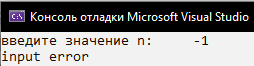 Консоль отладки Microsoft Visual Studio
введите значение n:     -1
input error